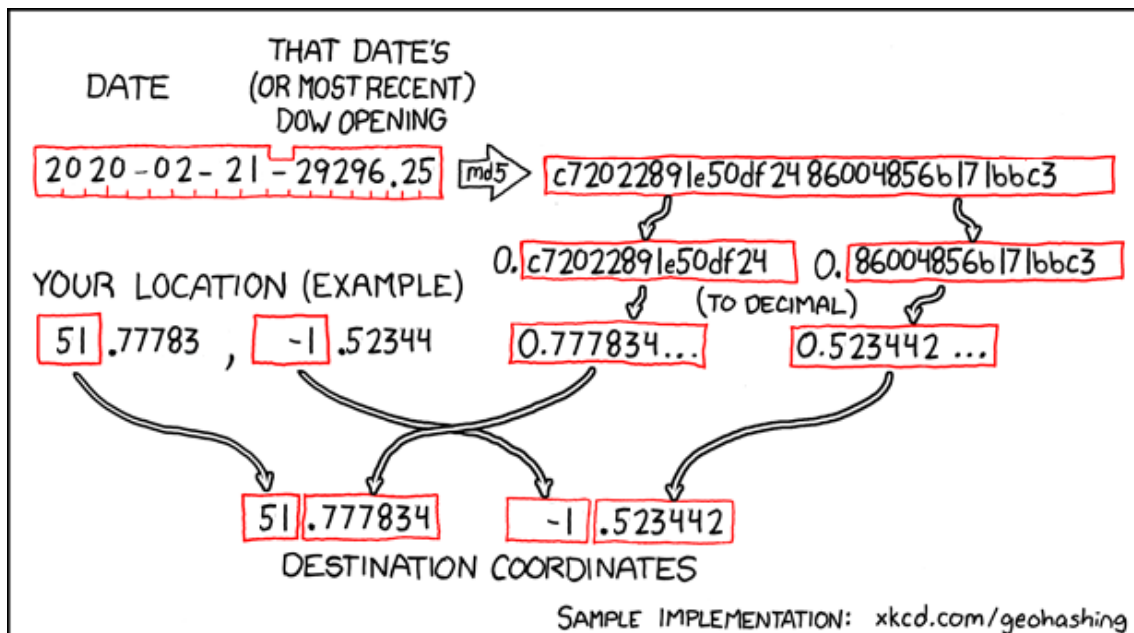 THAT DATE'S
DATE (OR MOST RECENT)
DOW OPENING
2020-02-21-29296.25 md5 c72022891e50df2486004856b171bbc3
0.c72022891e50df24 0.86004856b171bbc3
YOUR LOCATION (EXAMPLE) (TO DECIMAL)
51.77783, -1.52344 0.777834... 0.523442...
51.777834 -1.523442
DESTINATION COORDINATES
SAMPLE IMPLEMENTATION: xkcd.com/geohashing